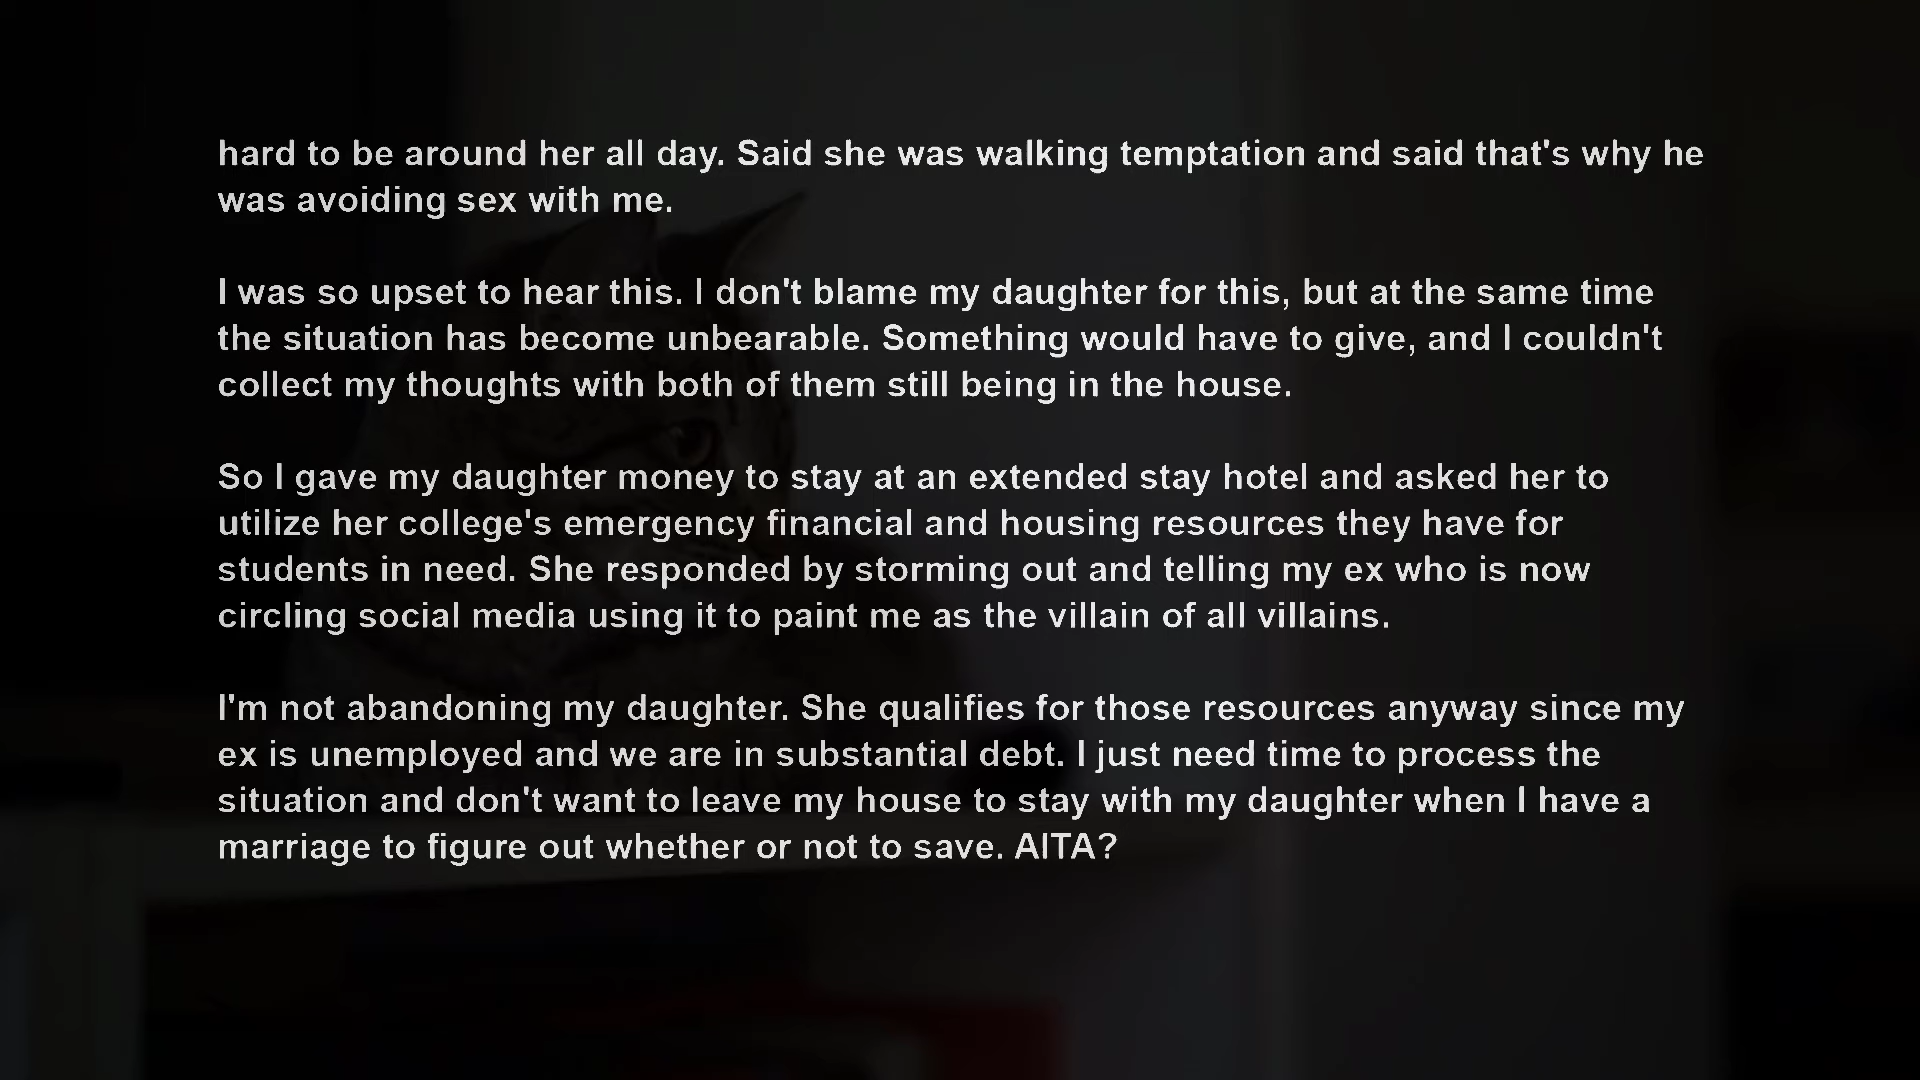 hard to be around her all day. Said she was walking temptation and said that's why he
was avoiding sex with me.
I was so upset to hear this. I don't blame my daughter for this, but at the same time
the situation has become unbearable. Something would have to give, and I couldn't
collect my thoughts with both of them still being in the house.
So I gave my daughter money to stay at an extended stay hotel and asked her to
utilize her college's emergency financial and housing resources they have for
students in need. She responded by storming out and telling my ex who is now
circling social media using it to paint me as the villain of all villains.
I'm not abandoning my daughter. She qualifies for those resources anyway since my
ex is unemployed and we are in substantial debt. I just need time to process the
situation and don't want to leave my house to stay with my daughter when I have a
marriage to figure out whether or not to save. AITA?